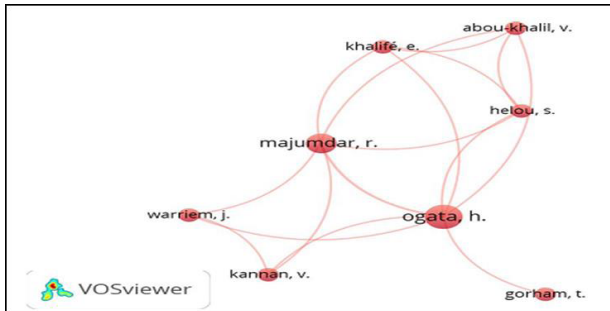 abou-khalil, v.
khalifé, e.
helou, s.
majumdar, r.
warriem, j.
ogata, h.
kannan, v.
gorham, t.
VOSviewer